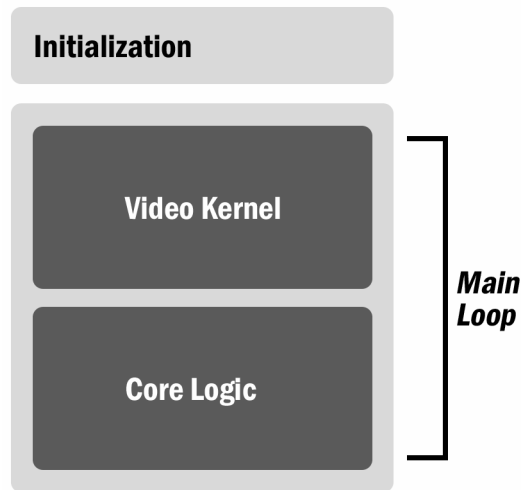 Initialization
Video Kernel
Main
Loop
Core Logic